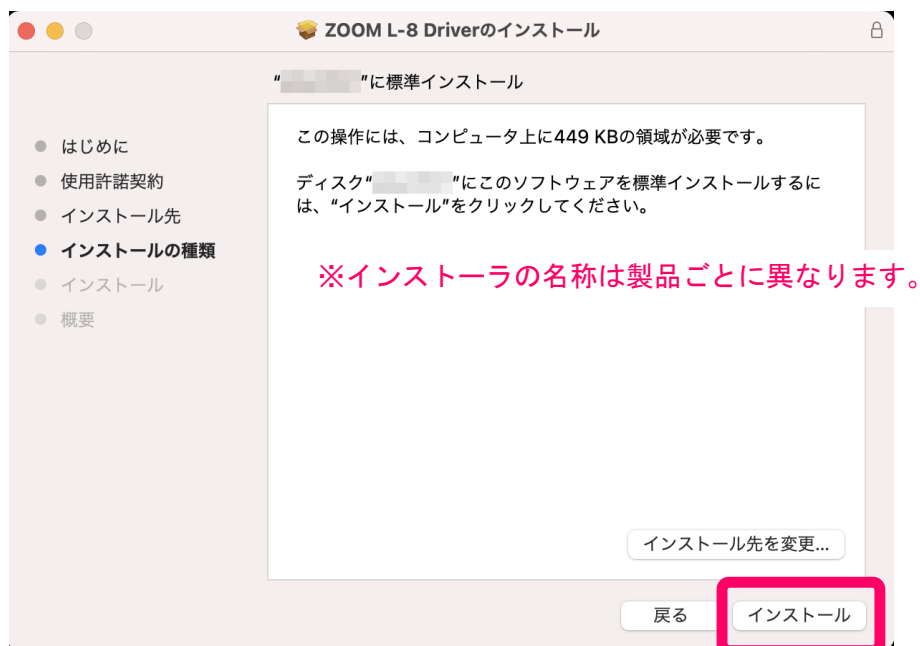 ZOOM L-8 Driverのインストール
“ ”に標準インストール
はじめに
使用許諾契約
インストール先
インストールの種類
インストール
概要
この操作には、コンピュータ上に449 KBの領域が必要です。
ディスク“ ”にこのソフトウェアを標準インストールするに
は、“インストール”をクリックしてください。
※インストーラの名称は製品ごとに異なります。
インストール先を変更...
戻る
インストール